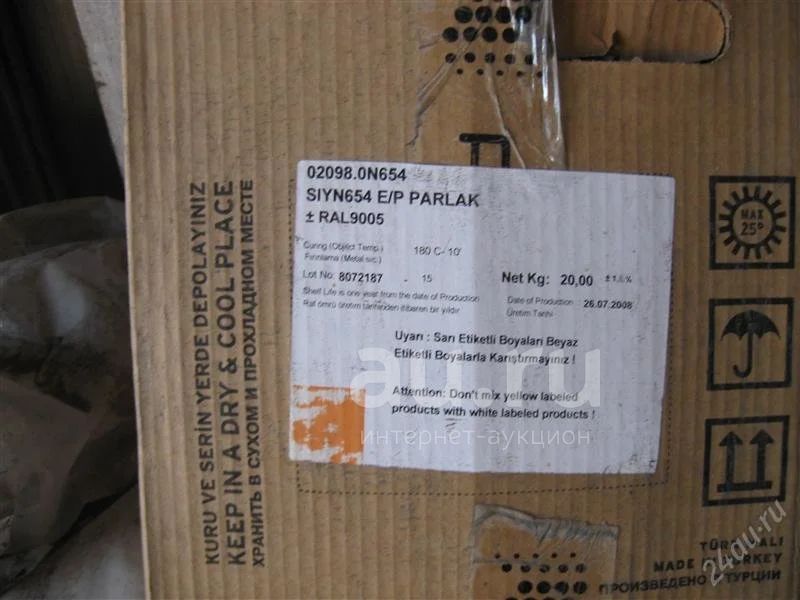 02098.0N654
SIYN654 E/P PARLAK
± RAL9005
Curing (Object Temp.) 180 C- 10'
Fırınlama (Metal sıc.)
Lot No: 8072187 - 15 Net Kg: 20,00
Shelf Life is one year from the date of Production
Raf ömrü üretim tarihinden itibaren bir yıldır
Date of Production : 26.07.2008
Üretim Tarihi
Uyarı : Sarı Etiketli Boyaları Beyaz
Etiketli Boyalarla Karıştırmayınız !
Attention: Don't mix yellow labeled
products with white labeled products !
KURU VE SERİN YERDE DEPOLAYINIZ
KEEP IN A DRY & COOL PLACE
ХРАНИТЬ В СУХОМ И ПРОХЛАДНОМ МЕСТЕ
MAX
25°
MADE
ПРОИЗВЕДЕНО В ТУРЦИИ
au.ru
интернет-аукцион
24au.ru